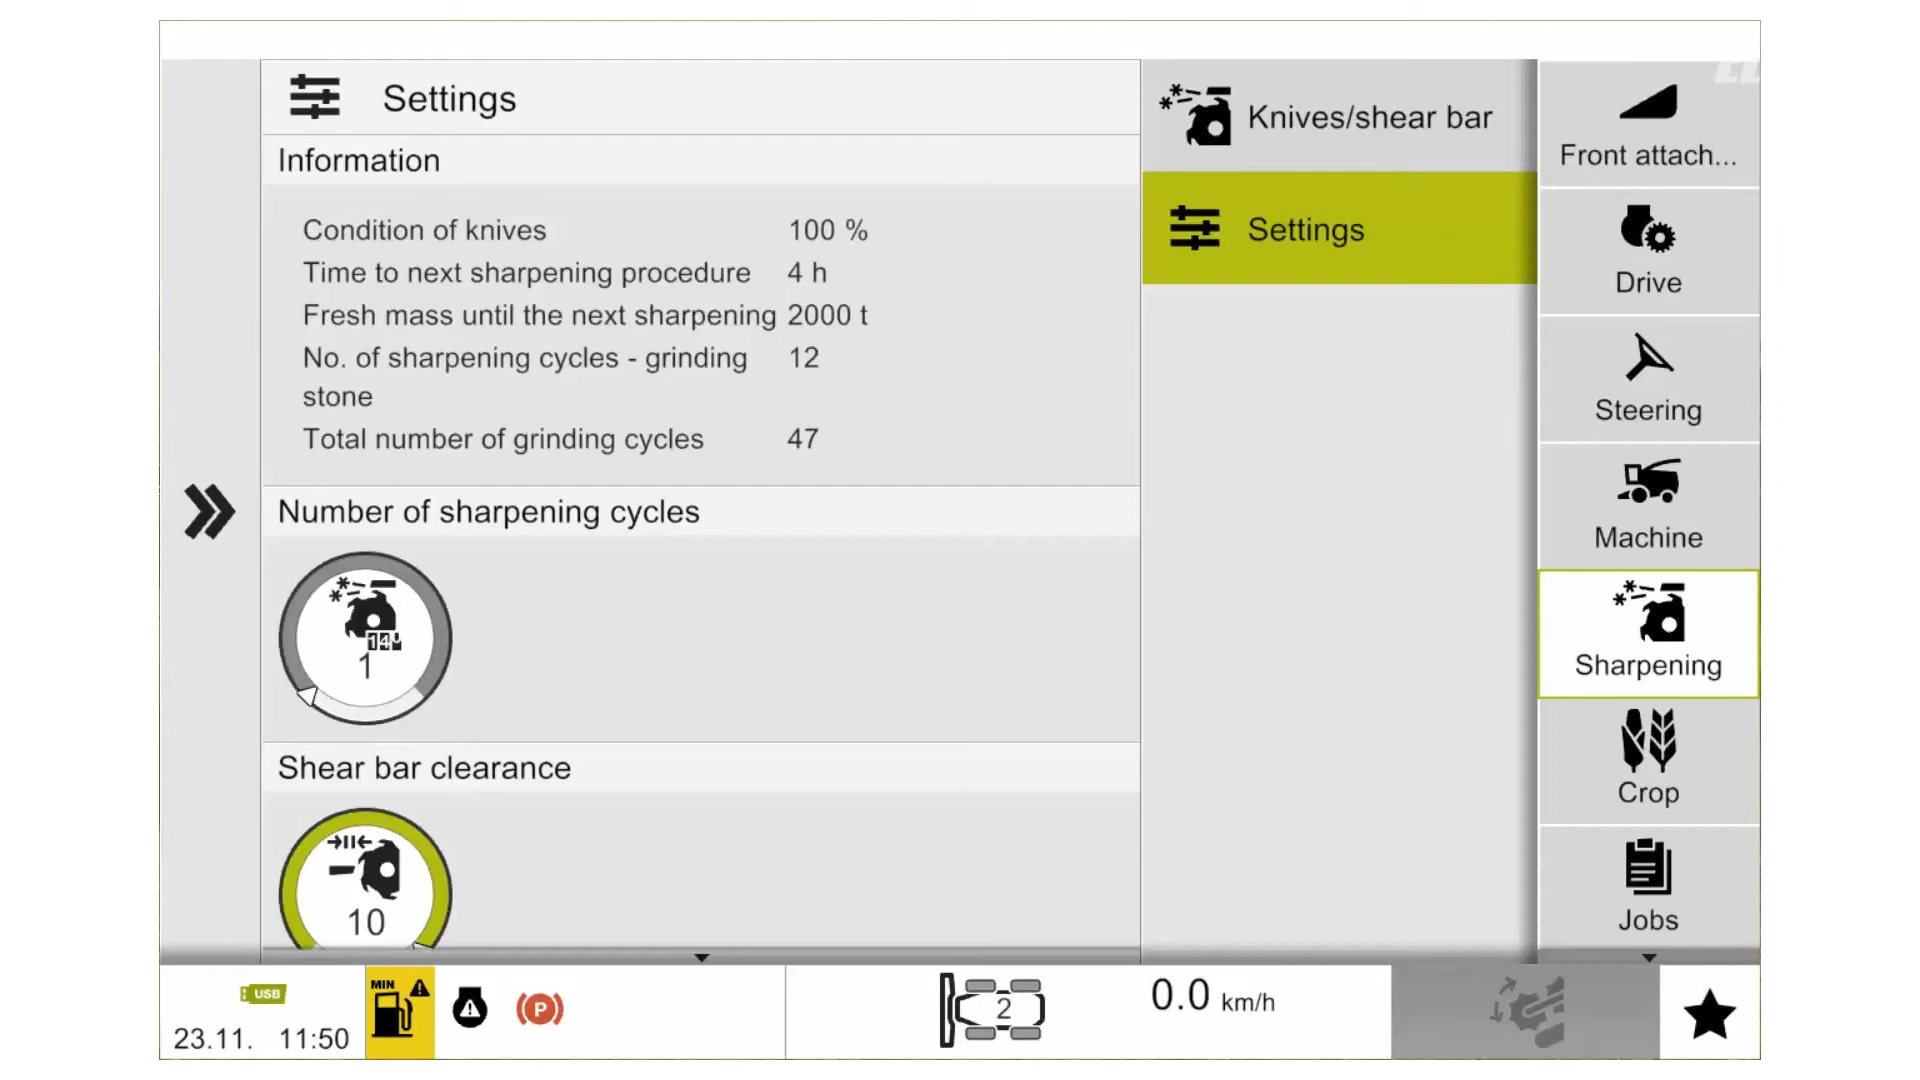 Settings
Information
Condition of knives 100 %
Time to next sharpening procedure 4 h
Fresh mass until the next sharpening 2000 t
No. of sharpening cycles - grinding 12
stone
Total number of grinding cycles 47
Number of sharpening cycles
1
Shear bar clearance
10
Knives/shear bar
Settings
Front attach...
Drive
Steering
Machine
Sharpening
Crop
Jobs
USB
23.11. 11:50
MIN
P
2
0.0 km/h